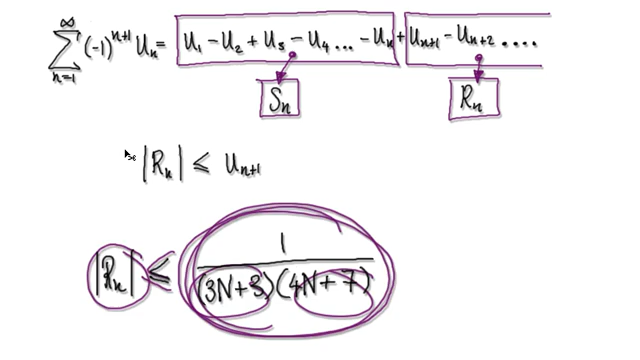 ∞
∑ (-1)^{n+1} U_n = U_1 - U_2 + U_3 - U_4 ... - U_n + U_{n+1} - U_{n+2} ....
n=1
S_n R_n
|R_n| ≤ U_{n+1}
|R_n| ≤ 1 / (3N+3)(4N+7)